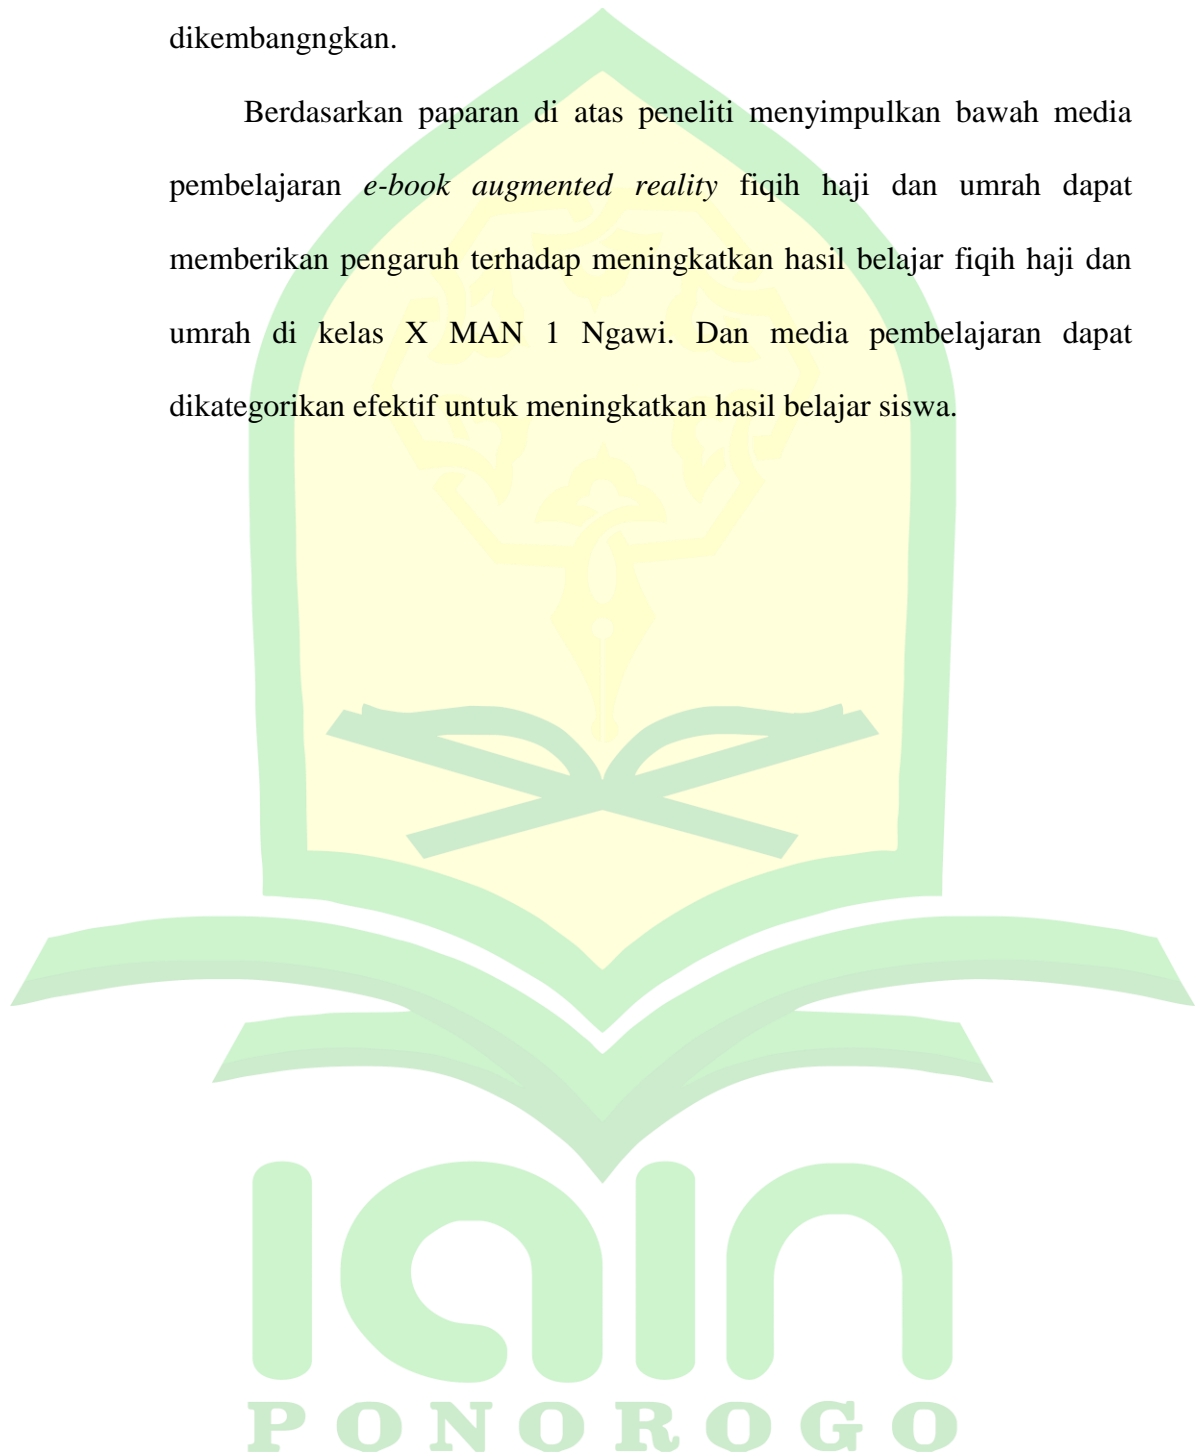 dikembangngkan.
Berdasarkan paparan di atas peneliti menyimpulkan bawah media
pembelajaran e-book augmented reality fiqih haji dan umrah dapat
memberikan pengaruh terhadap meningkatkan hasil belajar fiqih haji dan
umrah di kelas X MAN 1 Ngawi. Dan media pembelajaran dapat
dikategorikan efektif untuk meningkatkan hasil belajar siswa.
iain
PONOROGO